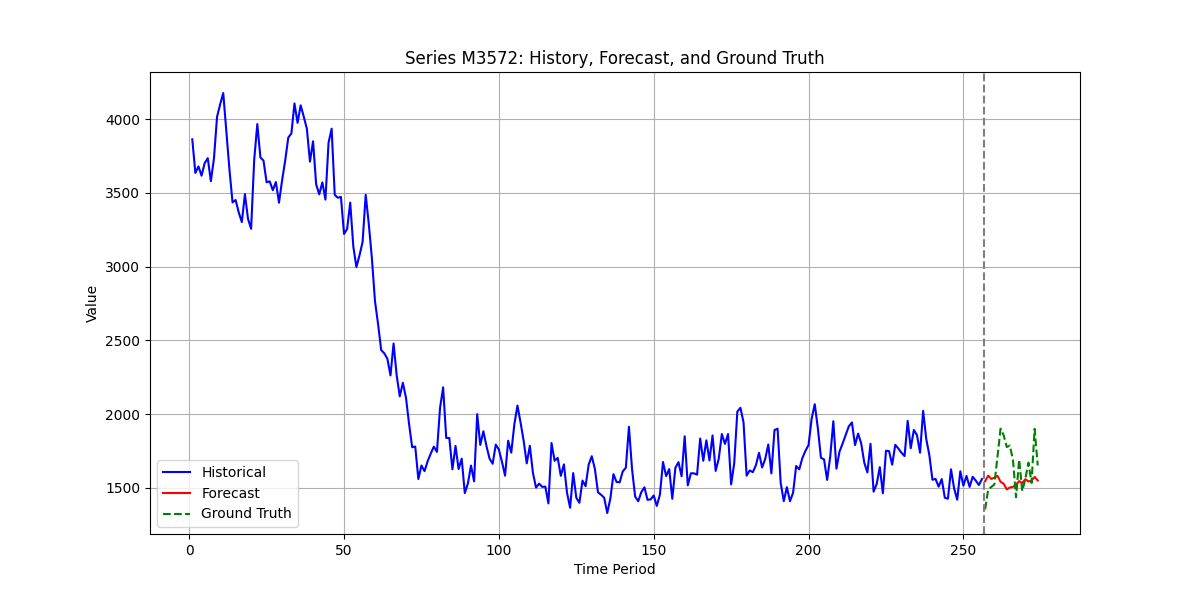 Series M3572: History, Forecast, and Ground Truth
4000
3500
3000
2500
2000
1500
Value
Historical
Forecast
Ground Truth
0
50
100
150
200
250
Time Period